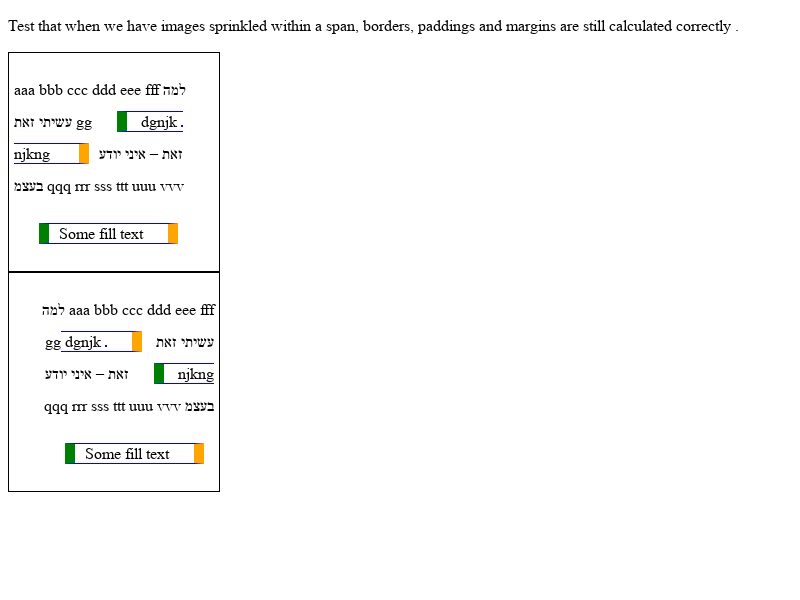 Test that when we have images sprinkled within a span, borders, paddings and margins are still calculated correctly .
aaa bbb ccc ddd eee fff למה
עשיתי זאת gg dgnjk.
njkng זאת – איני יודע
בעצמ qqq rrr sss ttt uuu vvv
Some fill text
למה aaa bbb ccc ddd eee fff
עשיתי זאת gg dgnjk.
njkng זאת – איני יודע
בעצמ qqq rrr sss ttt uuu vvv
Some fill text